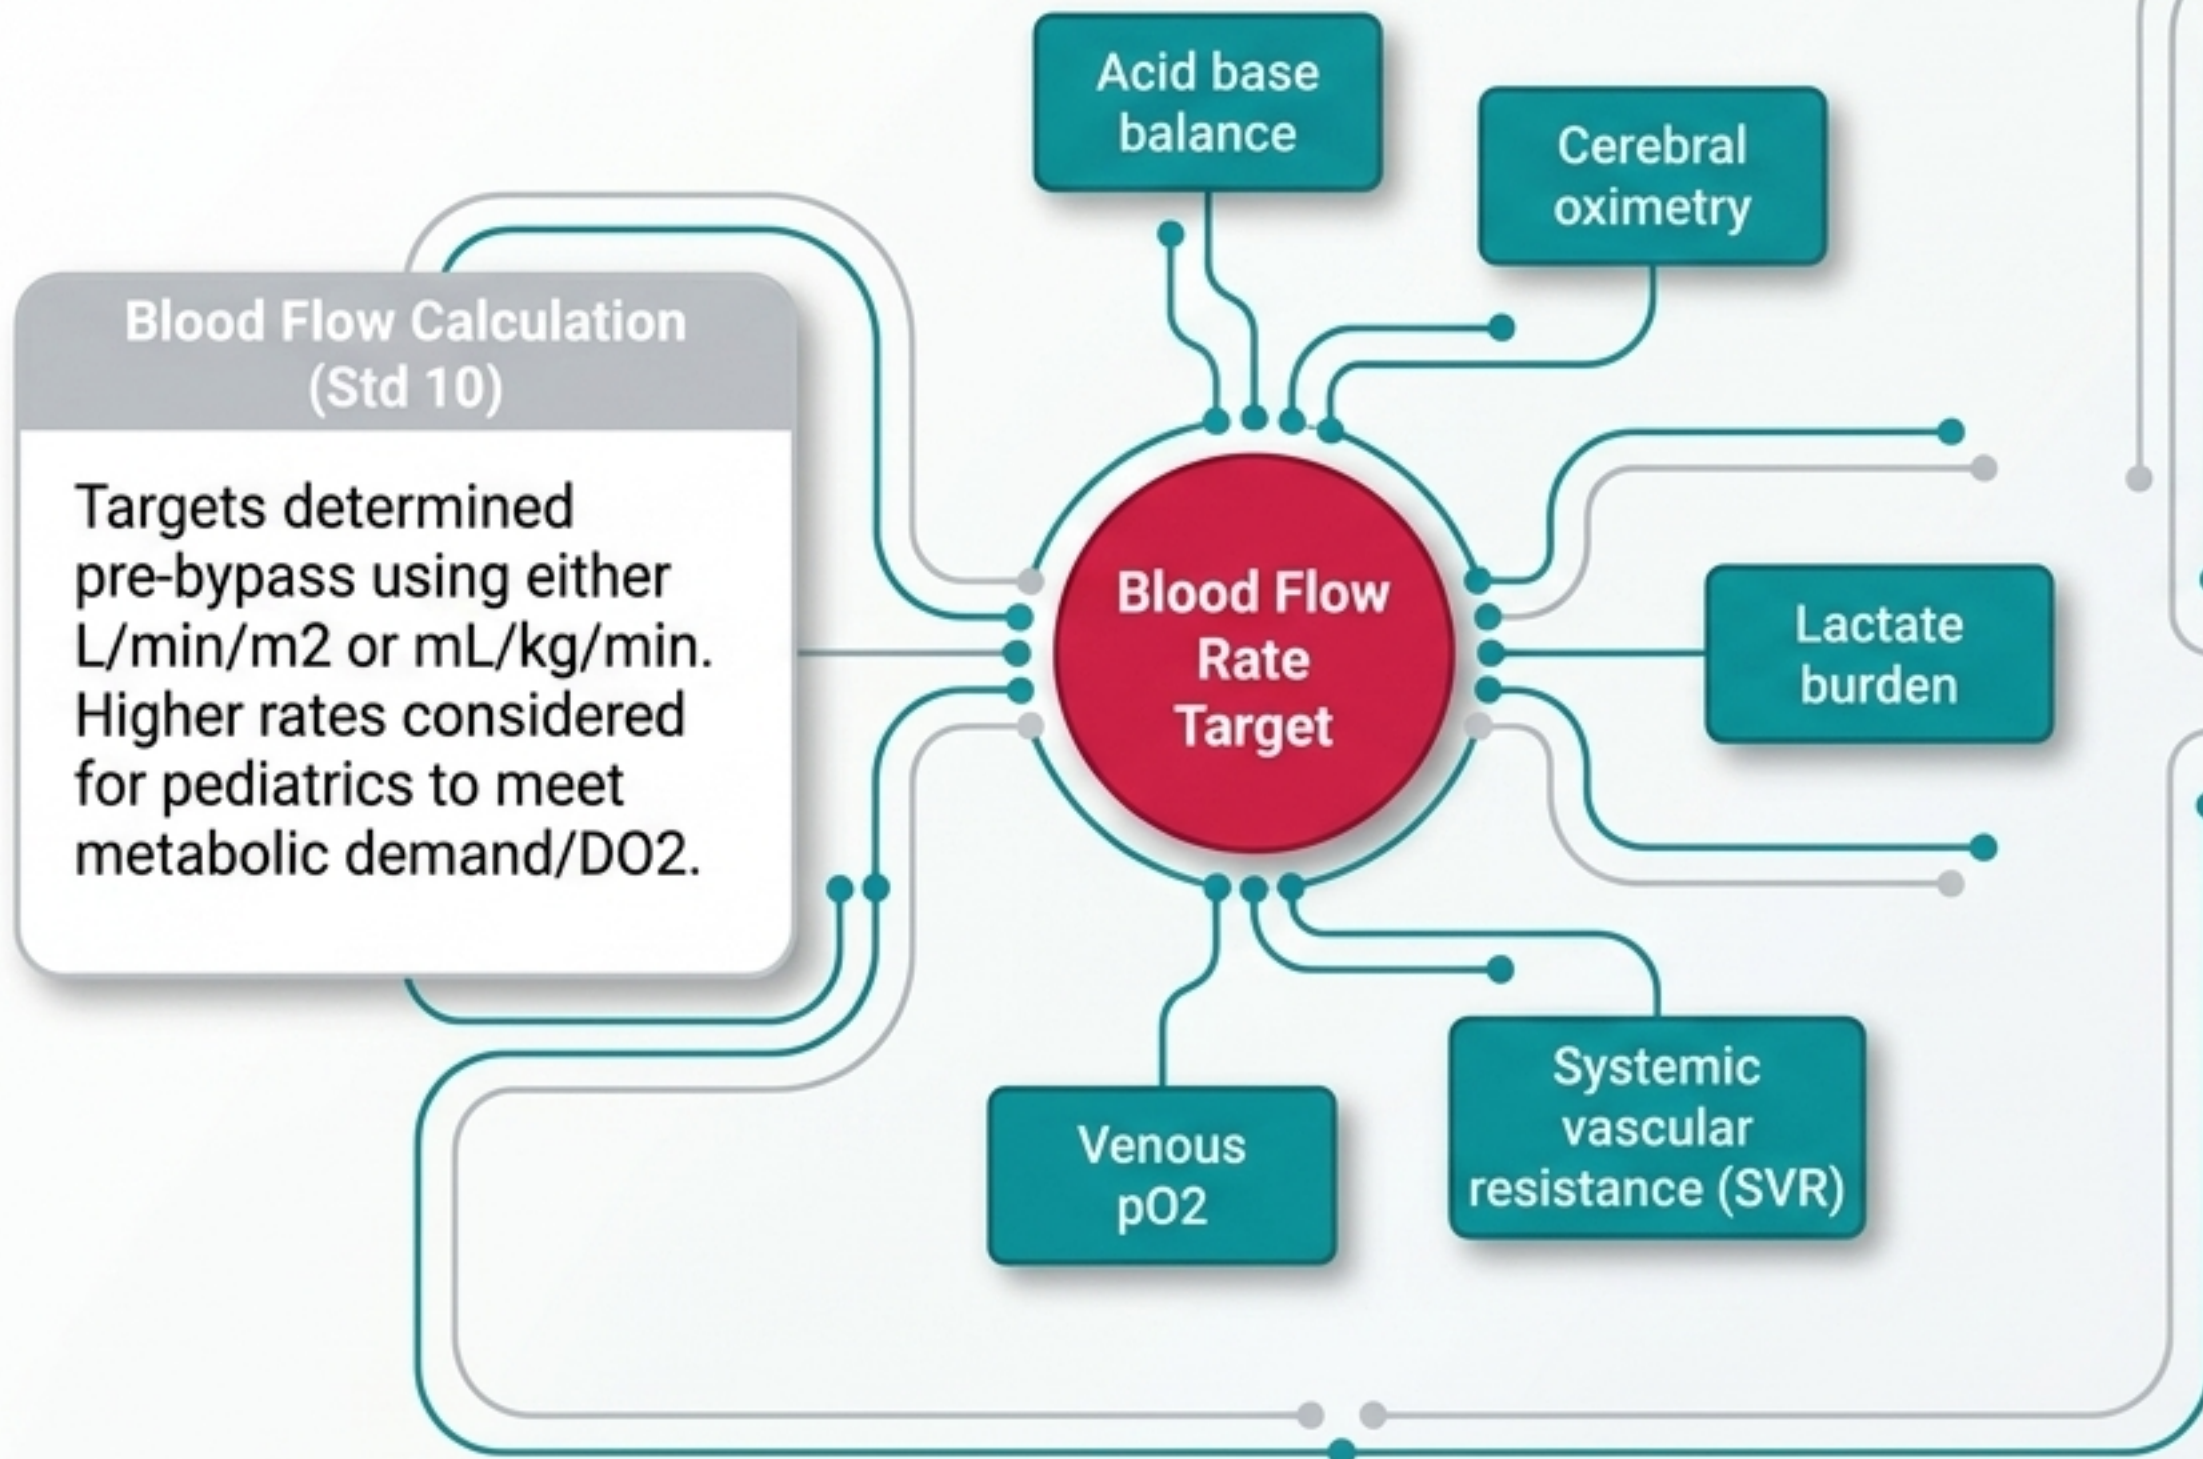 Acid base
balance
Cerebral
oximetry
Blood Flow Calculation
(Std 10)
Targets determined
pre-bypass using either
L/min/m2 or mL/kg/min.
Higher rates considered
for pediatrics to meet
metabolic demand/DO2.
Blood Flow
Rate
Target
Lactate
burden
Venous
pO2
Systemic
vascular
resistance (SVR)